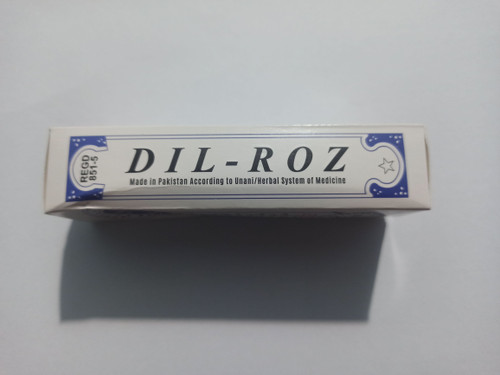 REGD
851-5
DIL-ROZ
Made in Pakistan According to Unani/Herbal System of Medicine